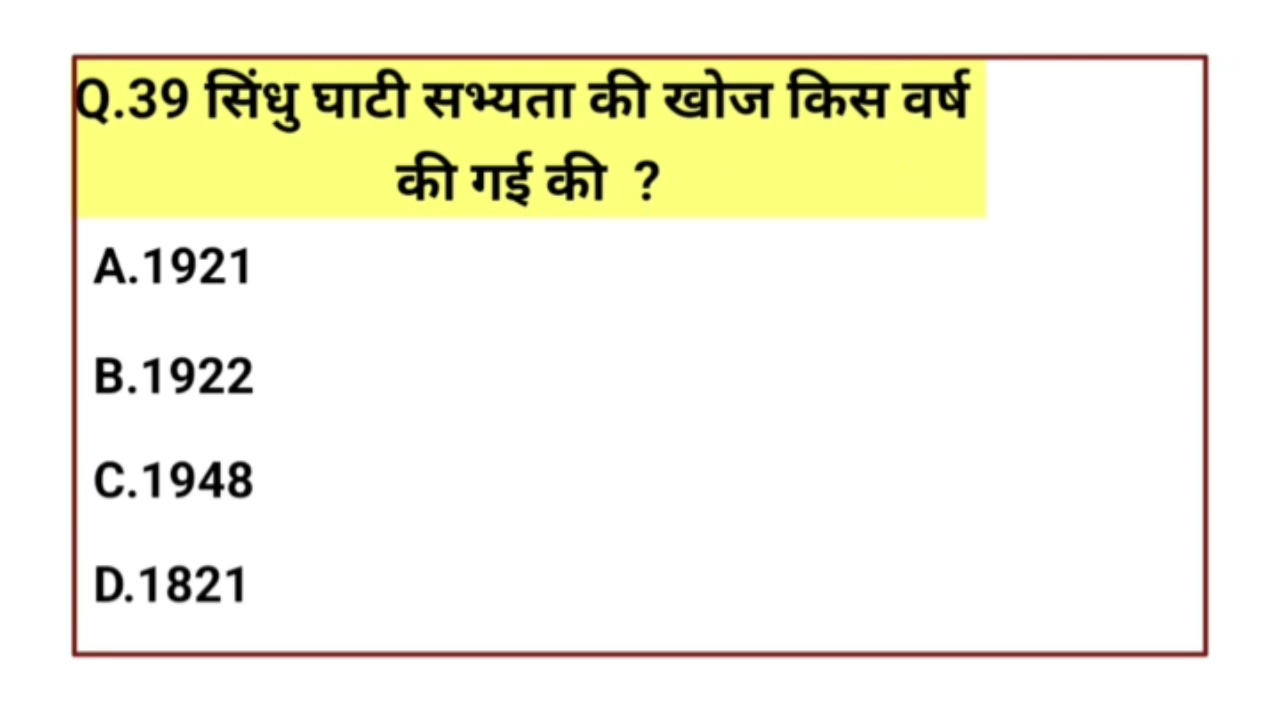 Q.39 सिंधु घाटी सभ्यता की खोज किस वर्ष
की गई की ?
A.1921
B.1922
C.1948
D.1821